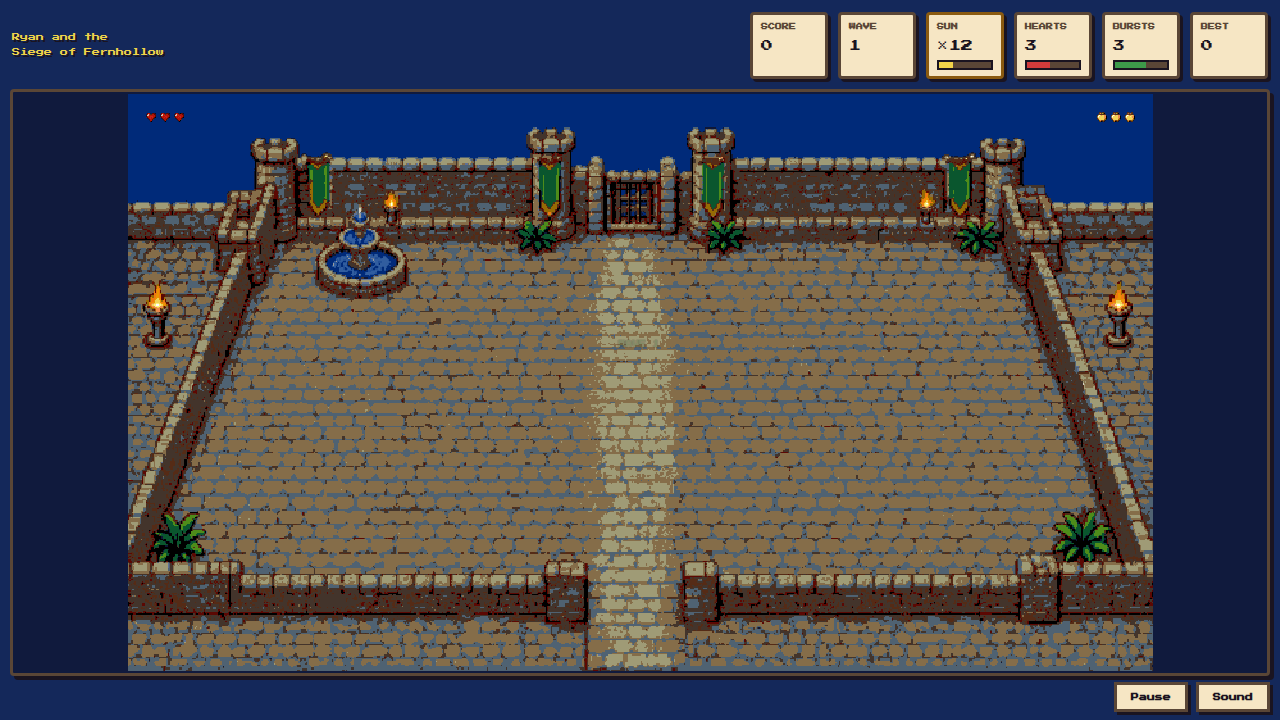 Ryan and the
Siege of Fernhollow
SCORE
0
WAVE
1
SUN
×12
HEARTS
3
BURSTS
3
BEST
0
Pause
Sound